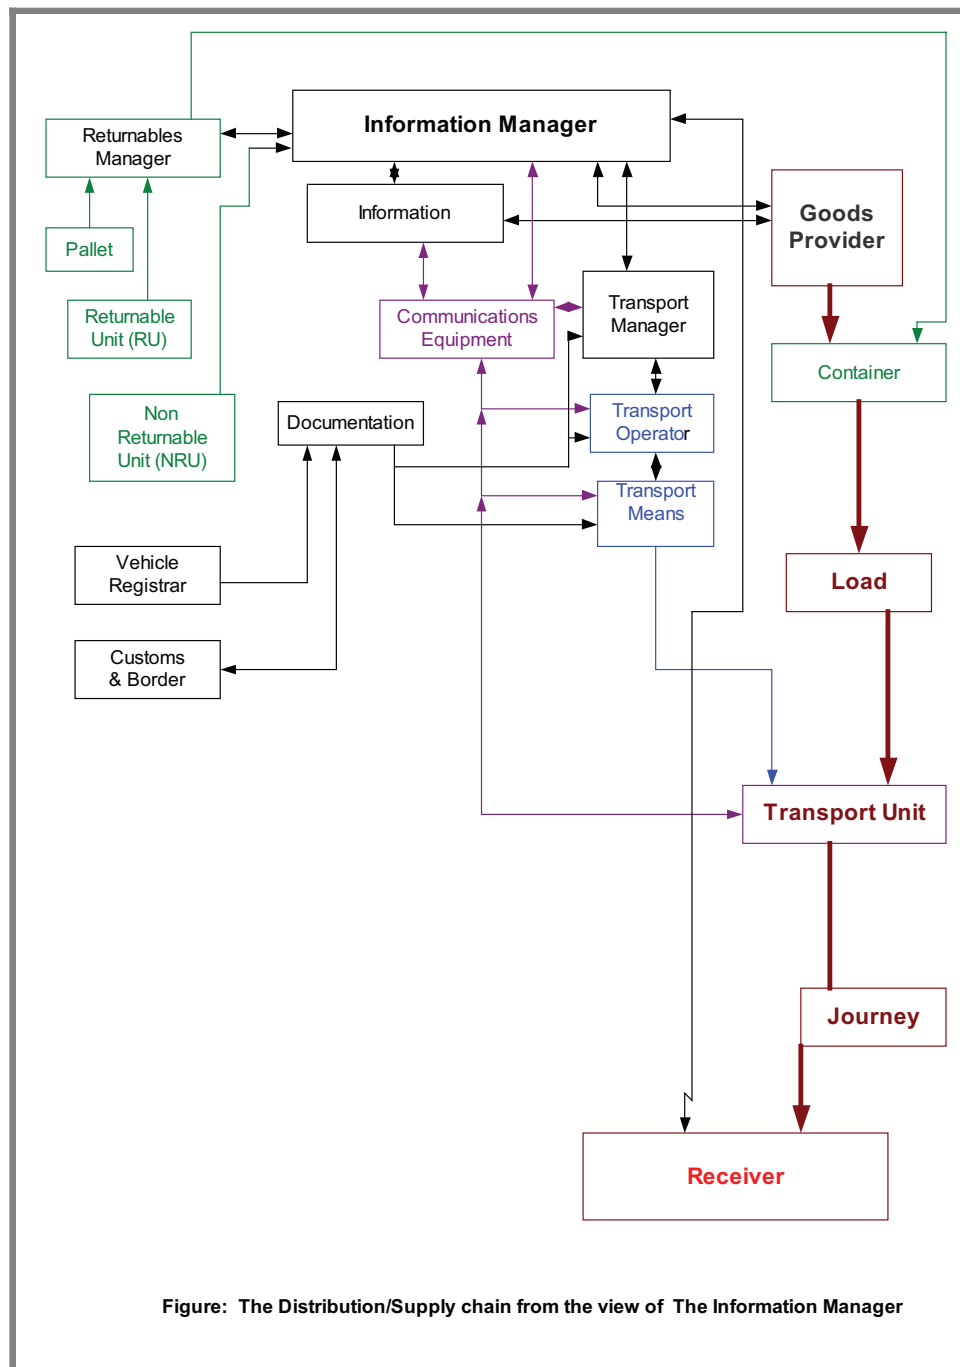 Information Manager
Returnables
Manager
Information
Goods
Provider
Pallet
Returnable
Unit (RU)
Communications
Equipment
Transport
Manager
Container
Non
Returnable
Unit (NRU)
Documentation
Transport
Operator
Transport
Means
Vehicle
Registrar
Load
Customs
& Border
Transport Unit
Journey
Receiver
Figure:  The Distribution/Supply chain from the view of  The Information Manager